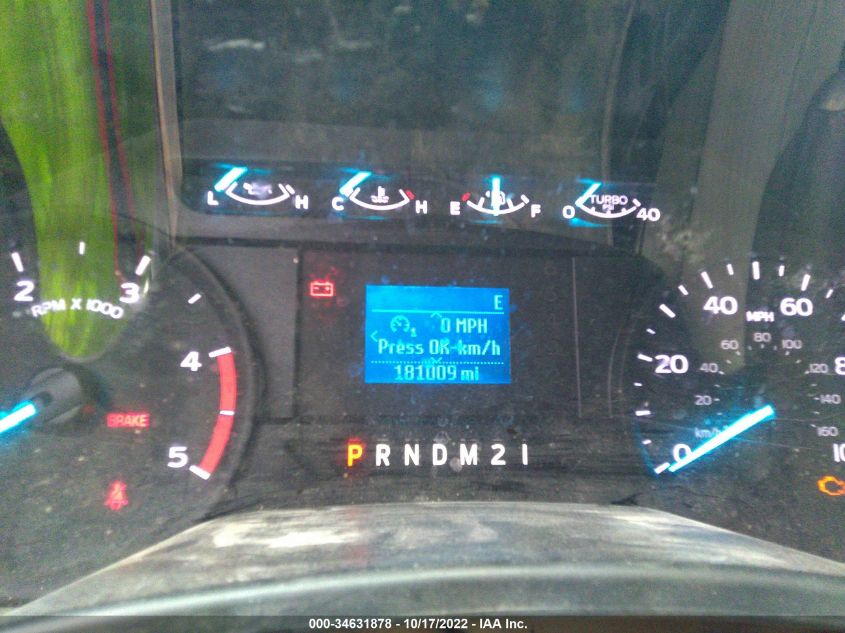 L H C H E F 0 TURBO PSI 40
2 3 4 5
RPM X 1000
BRAKE
E
0 MPH
Press OK-km/h
181009 mi
P R N D M 2 1
0 20 40 60
MPH
20 40 60 80 100 120 140 160
km/h
000-34631878 - 10/17/2022 - IAA Inc.